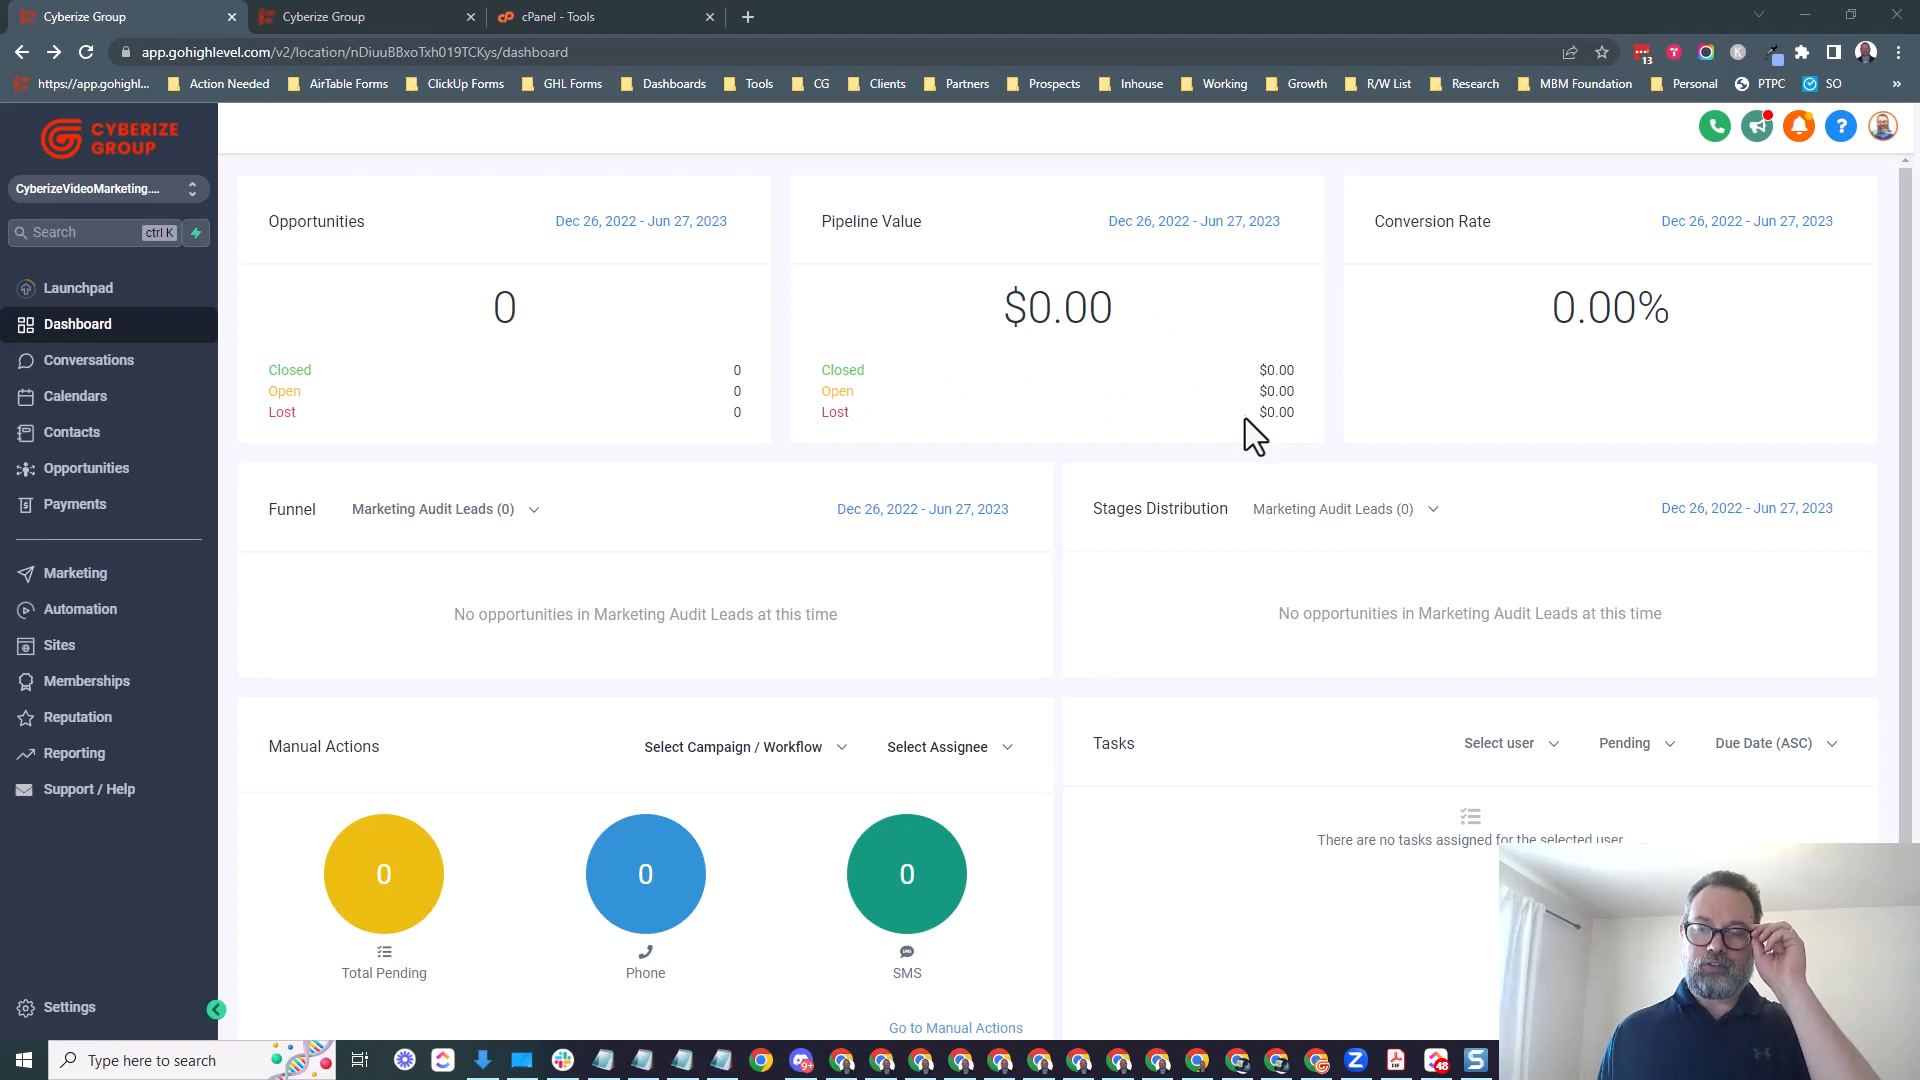 Cyberize Group
Cyberize Group
cPanel - Tools
app.gohighlevel.com/v2/location/nDiuuBBxoTxh019TCKys/dashboard
13
K
https://app.gohighl...
Action Needed
AirTable Forms
ClickUp Forms
GHL Forms
Dashboards
Tools
CG
Clients
Partners
Prospects
Inhouse
Working
Growth
R/W List
Research
MBM Foundation
Personal
PTPC
SO
»
CYBERIZE
GROUP
CyberizeVideoMarketing....
Search
ctrl K
Launchpad
Dashboard
Conversations
Calendars
Contacts
Opportunities
Payments
Marketing
Automation
Sites
Memberships
Reputation
Reporting
Support / Help
Settings
?
Opportunities
Dec 26, 2022 - Jun 27, 2023
0
Closed 0
Open 0
Lost 0
Pipeline Value
Dec 26, 2022 - Jun 27, 2023
$0.00
Closed $0.00
Open $0.00
Lost $0.00
Conversion Rate
Dec 26, 2022 - Jun 27, 2023
0.00%
Funnel
Marketing Audit Leads (0)
Dec 26, 2022 - Jun 27, 2023
No opportunities in Marketing Audit Leads at this time
Stages Distribution
Marketing Audit Leads (0)
Dec 26, 2022 - Jun 27, 2023
No opportunities in Marketing Audit Leads at this time
Manual Actions
Select Campaign / Workflow
Select Assignee
0
Total Pending
0
Phone
0
SMS
Go to Manual Actions
Tasks
Select user
Pending
Due Date (ASC)
There are no tasks assigned for the selected user
Type here to search
9+
Z
48
S